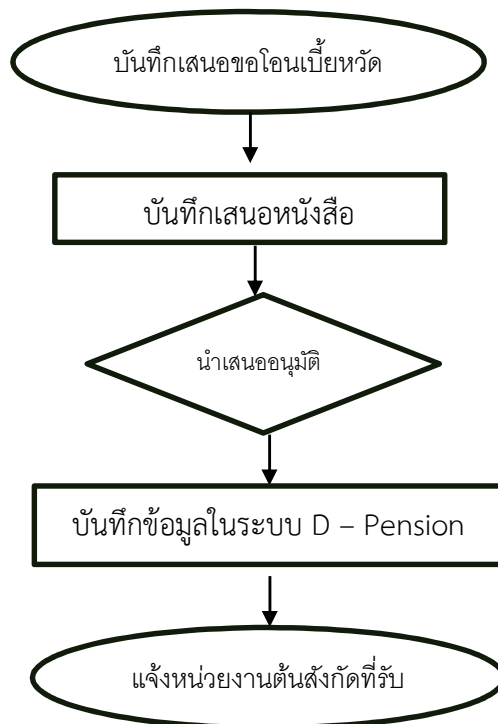 บันทึกเสนอขอโอนเบี้ยหวัด
บันทึกเสนอหนังสือ
นำเสนออนุมัติ
บันทึกข้อมูลในระบบ D – Pension
แจ้งหน่วยงานต้นสังกัดที่รับ